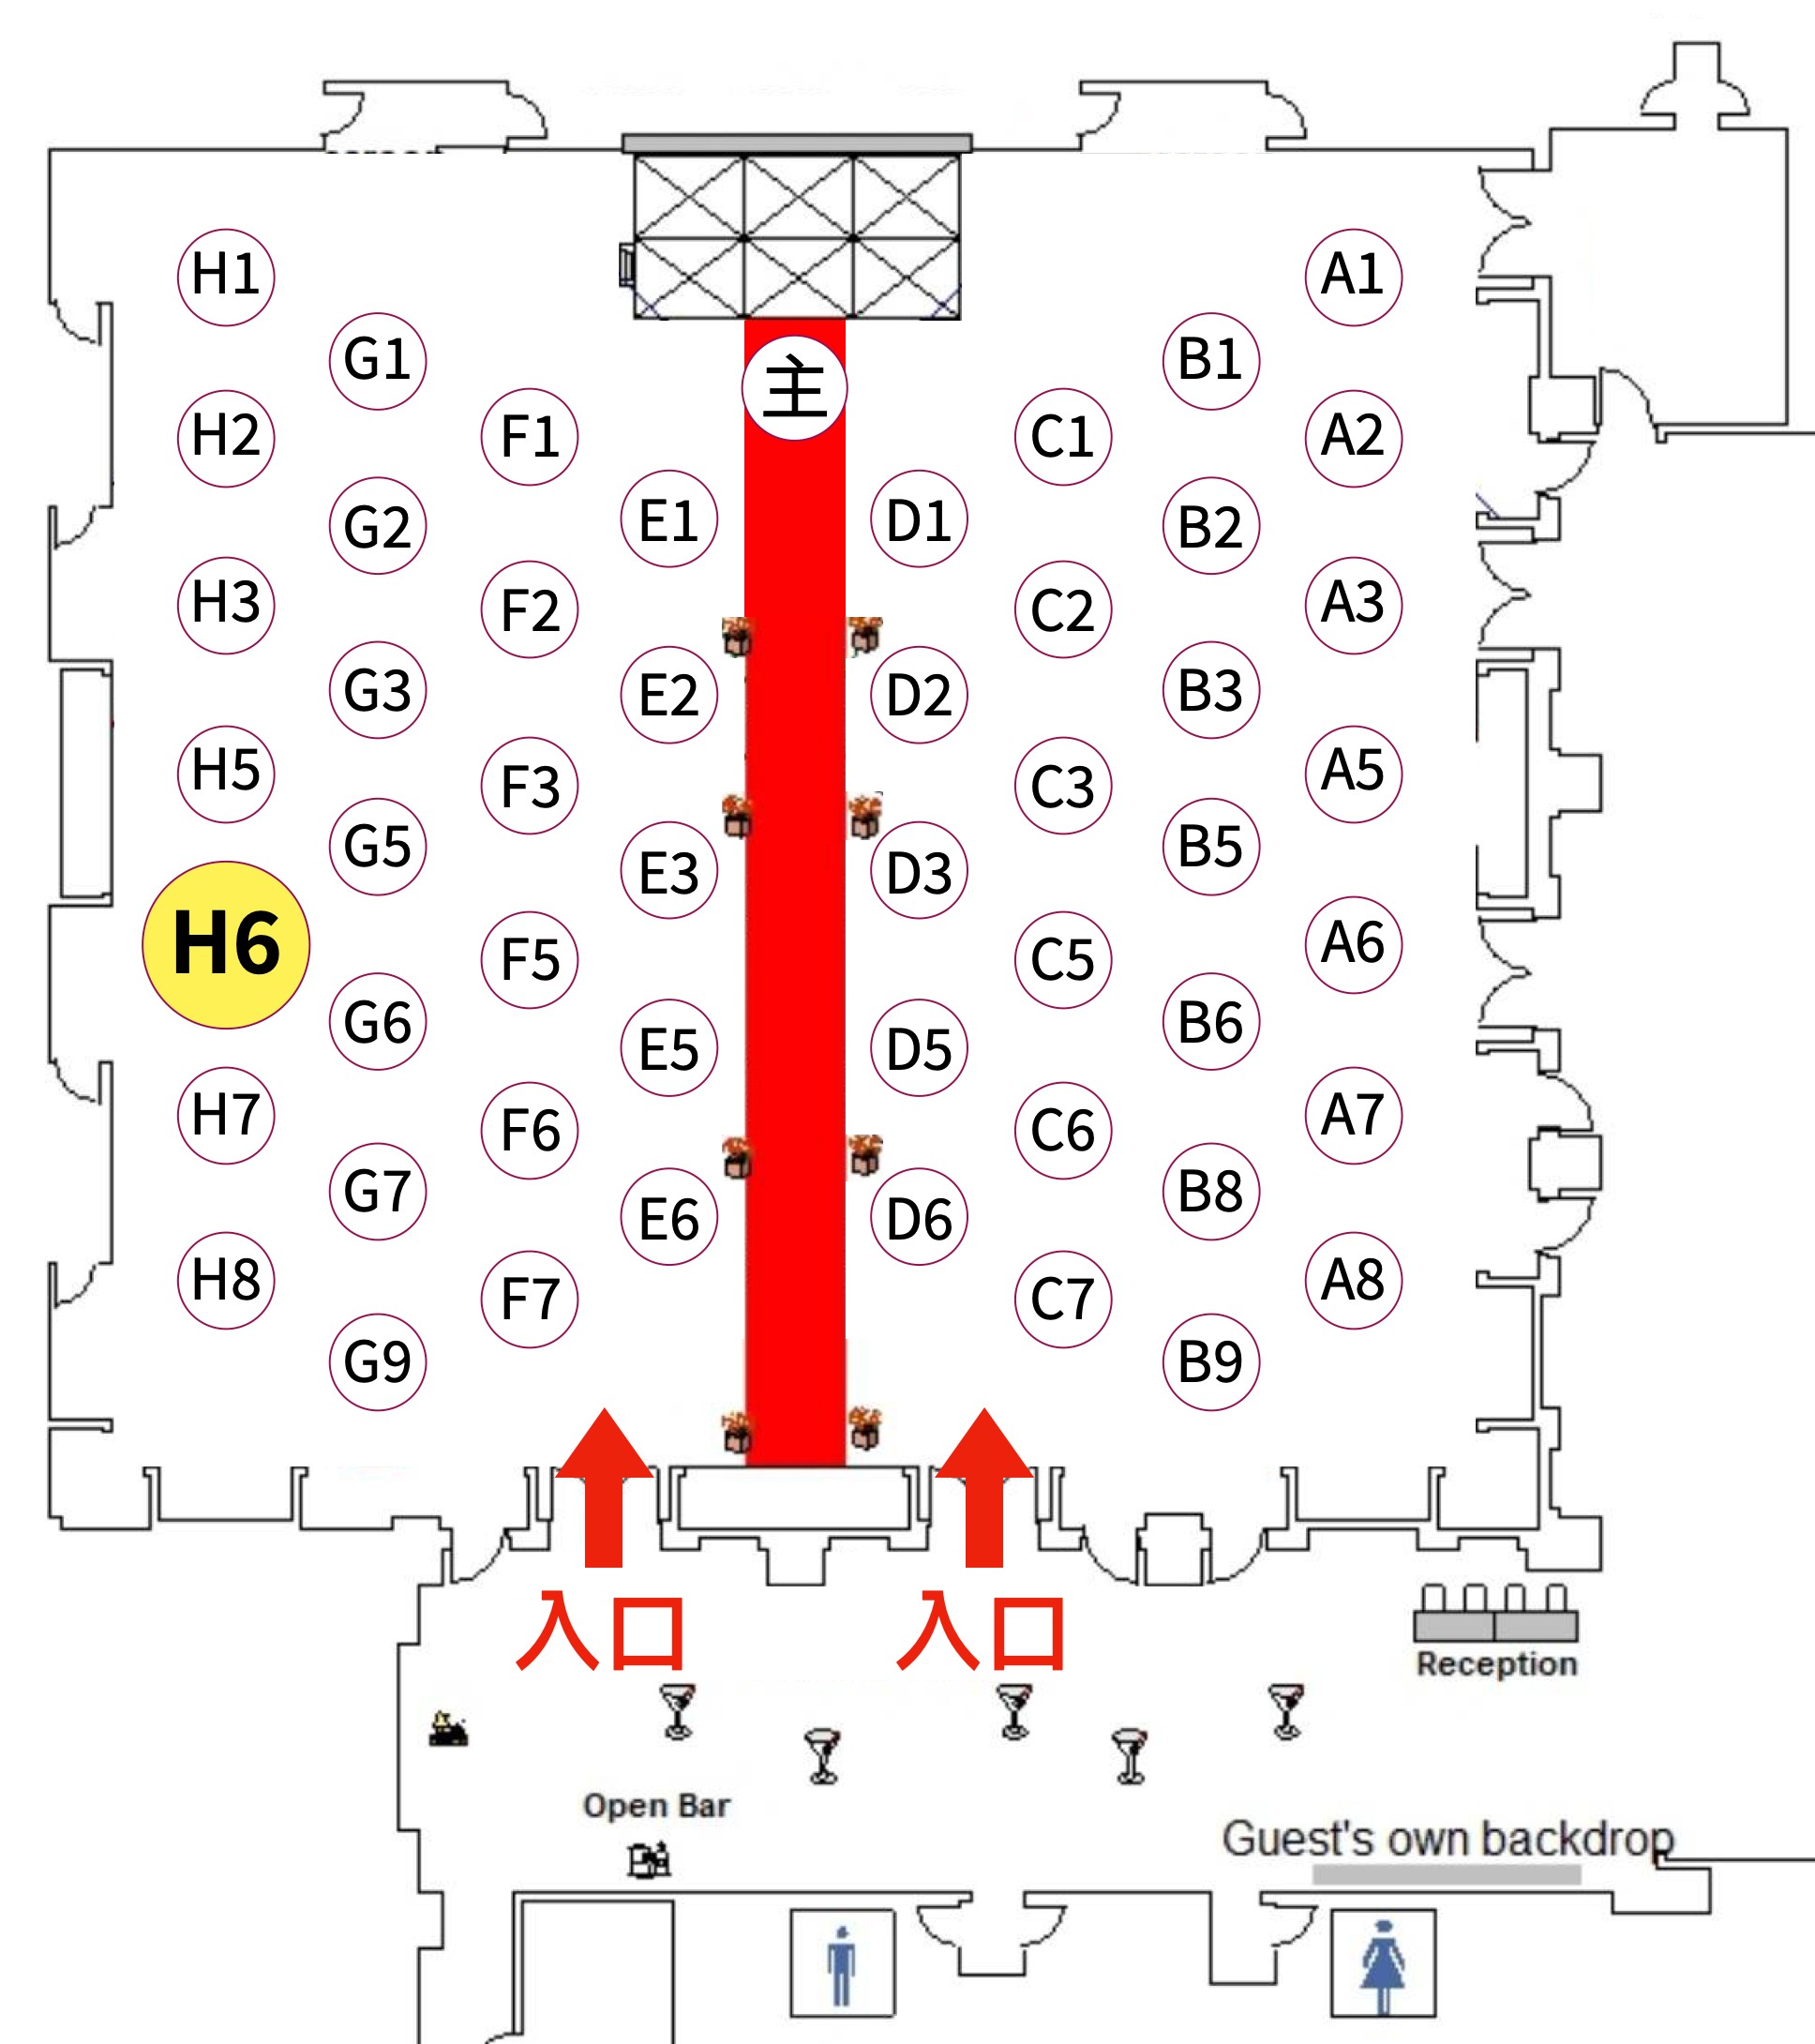 H1
A1
G1
B1
主
H2
F1
C1
A2
E1
D1
G2
B2
H3
F2
C2
A3
G3
E2
D2
B3
H5
F3
C3
A5
G5
B5
E3
D3
H6
F5
C5
A6
G6
B6
E5
D5
H7
F6
C6
A7
G7
B8
E6
D6
H8
F7
C7
A8
G9
B9
入口
入口
Reception
Open Bar
Guest's own backdrop